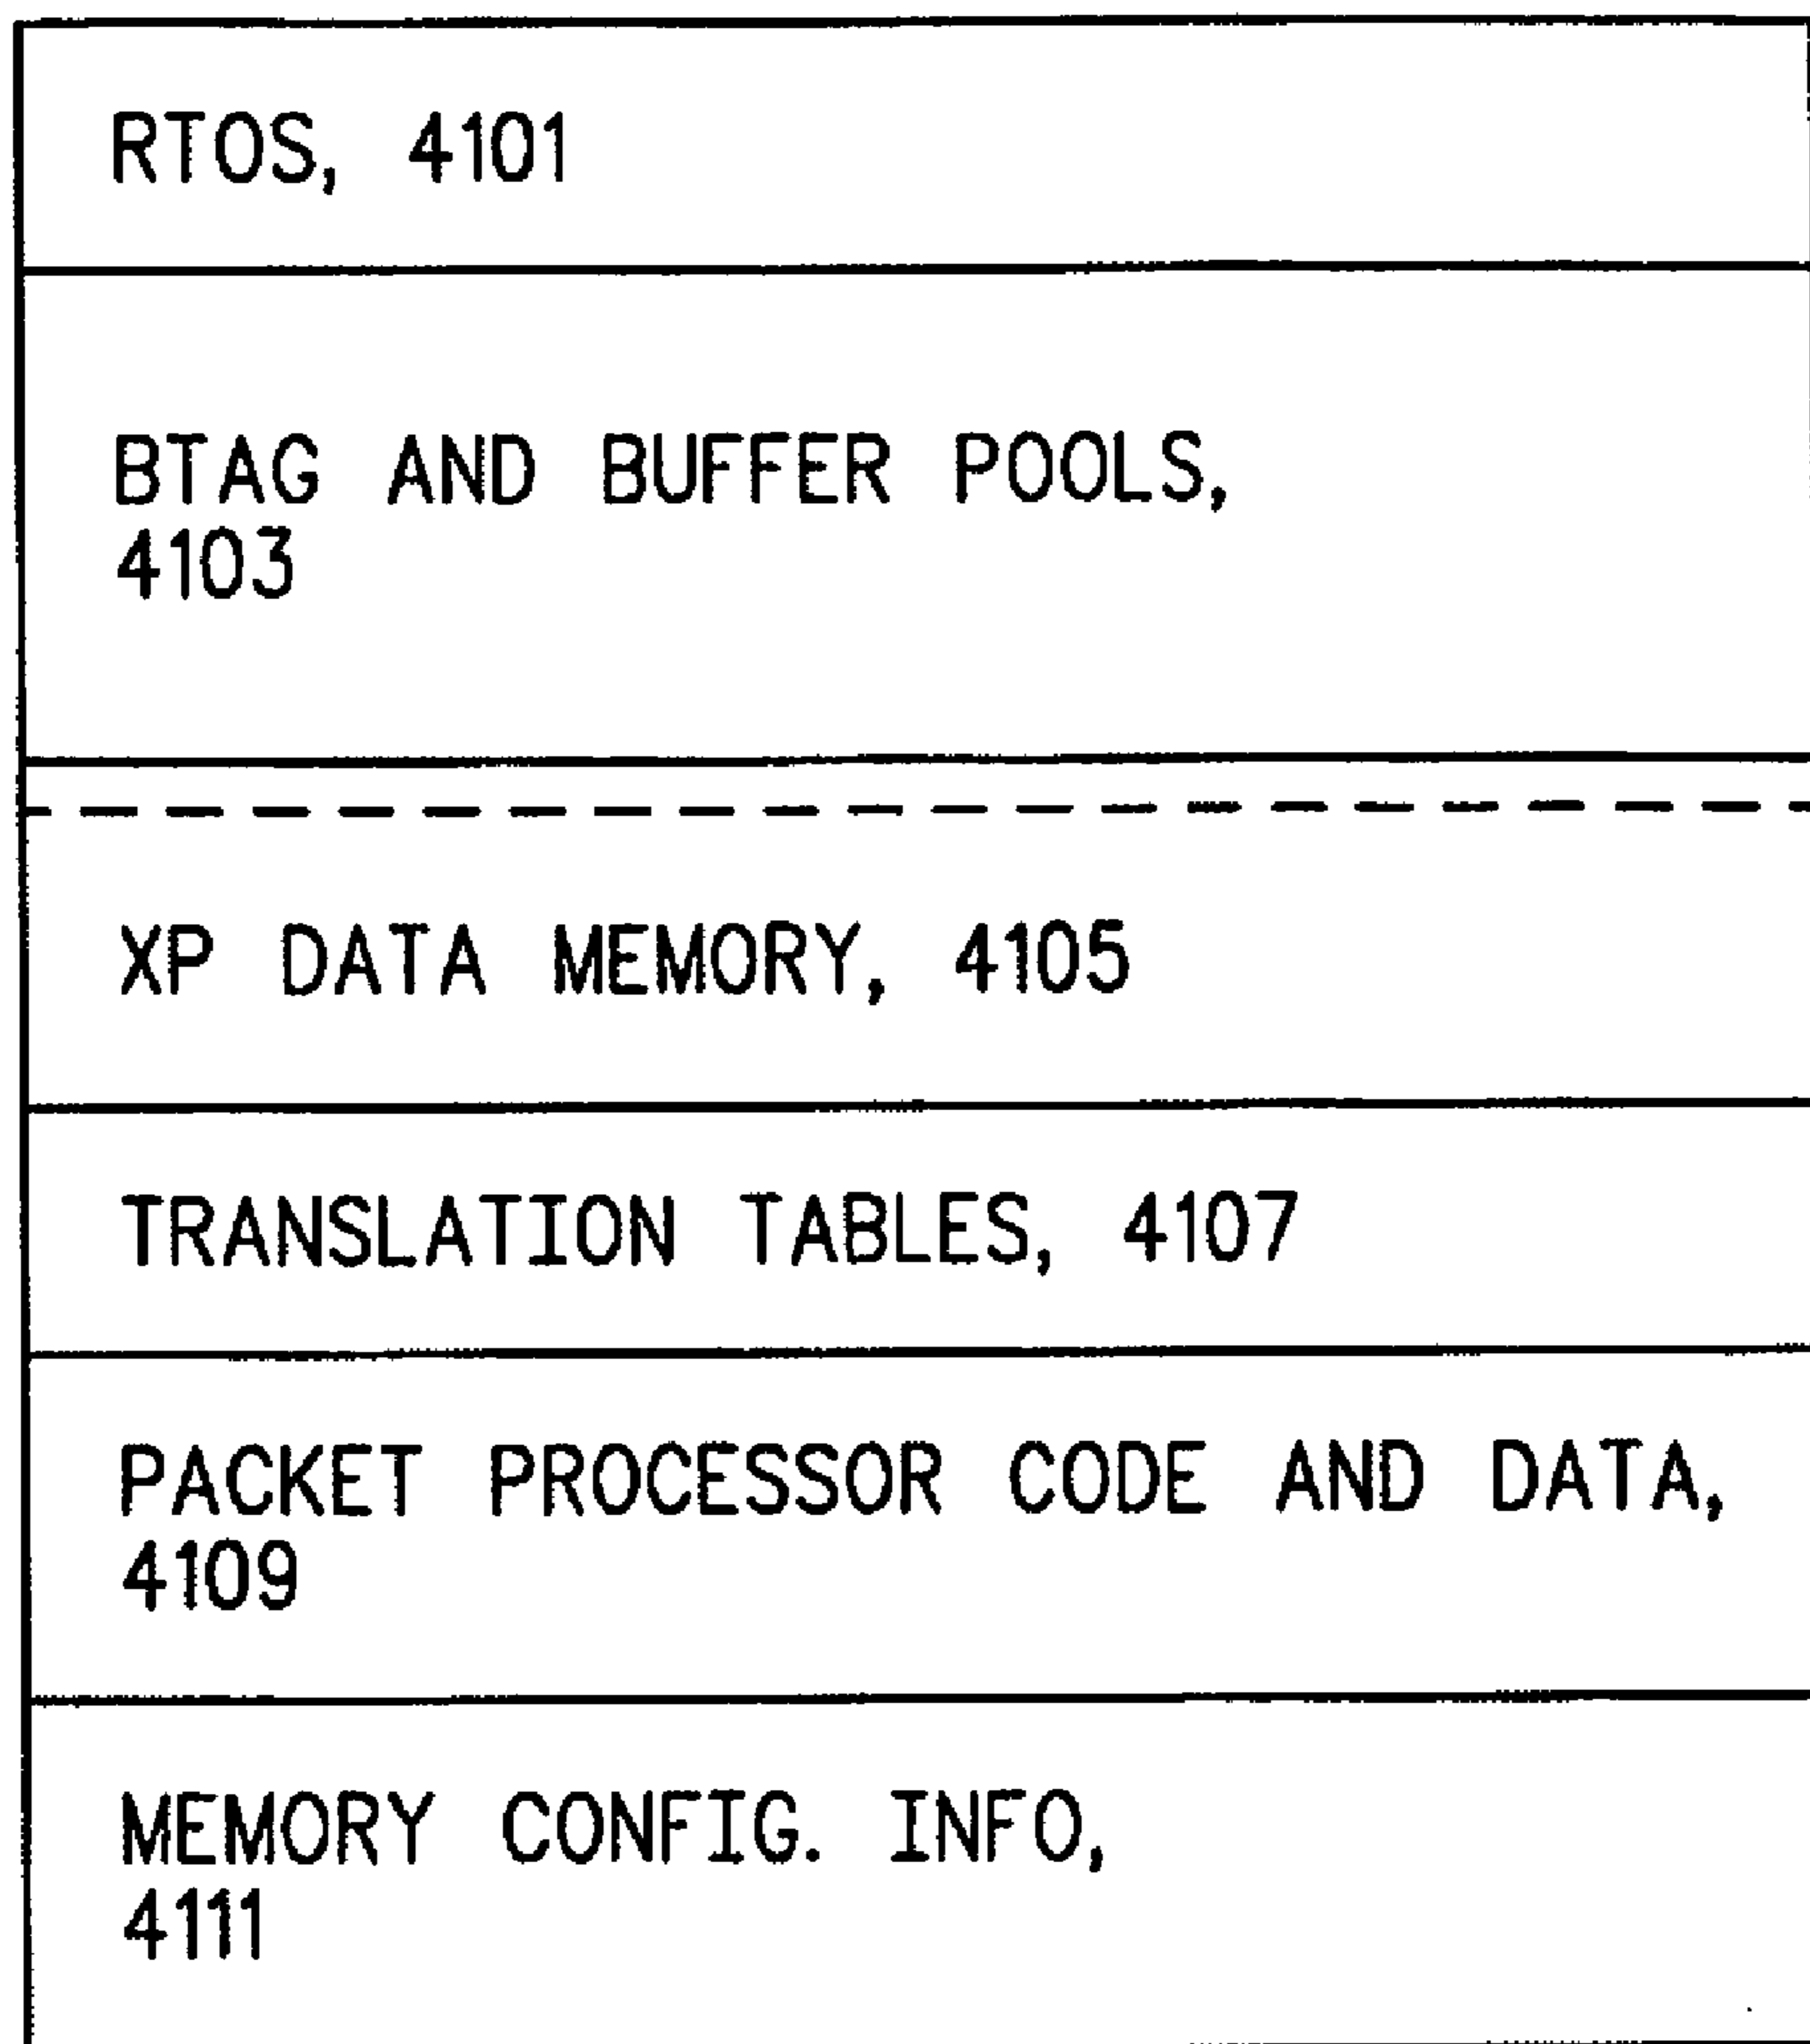 RTOS, 4101
BTAG AND BUFFER POOLS,
4103
XP DATA MEMORY, 4105
TRANSLATION TABLES, 4107
PACKET PROCESSOR CODE AND DATA,
4109
MEMORY CONFIG. INFO,
4111